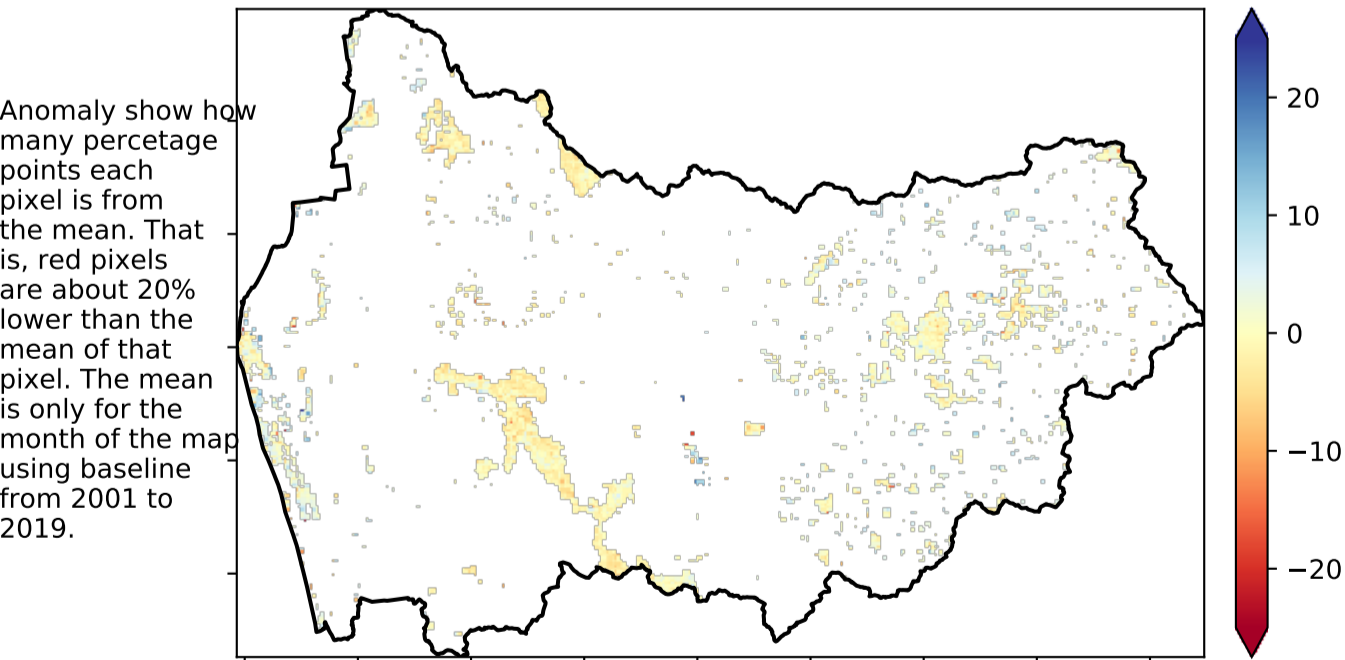 Anomaly show how
many percetage
points each
pixel is from
the mean. That
is, red pixels
are about 20%
lower than the
mean of that
pixel. The mean
is only for the
month of the map
using baseline
from 2001 to
2019.
20
10
0
−10
−20